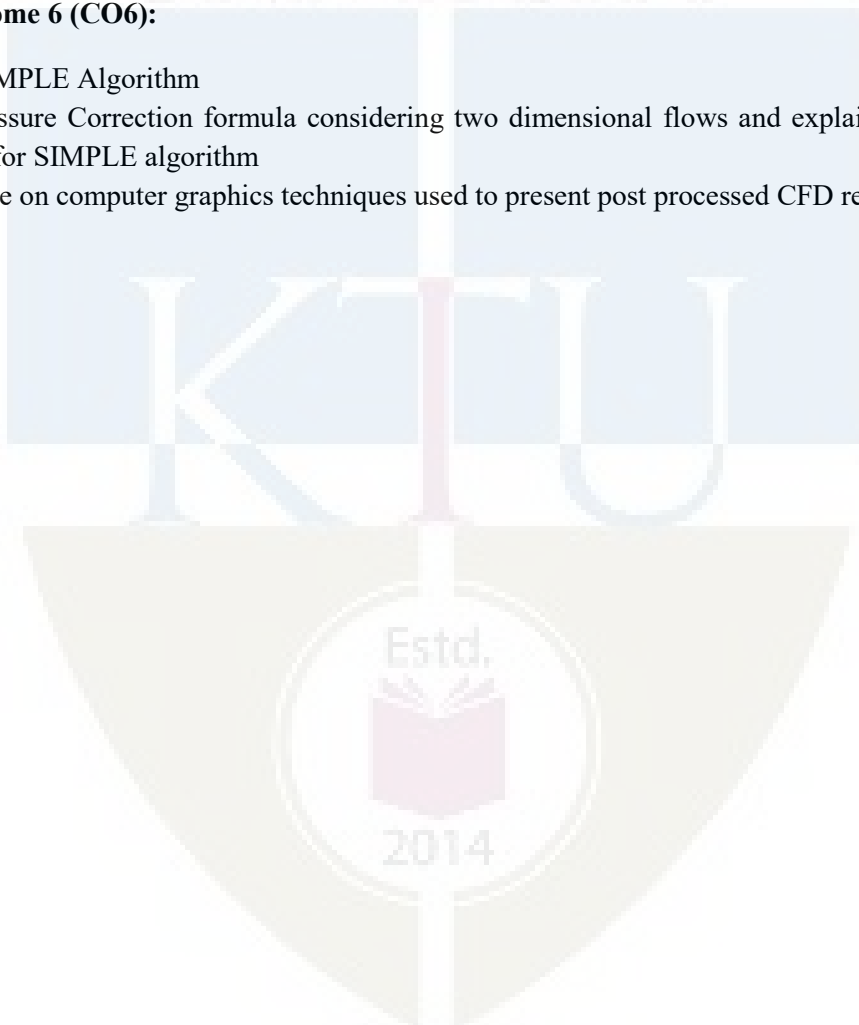 ome 6 (CO6):
MPLE Algorithm
ssure Correction formula considering two dimensional flows and explai
for SIMPLE algorithm
e on computer graphics techniques used to present post processed CFD re
KTU
Estd.
2014